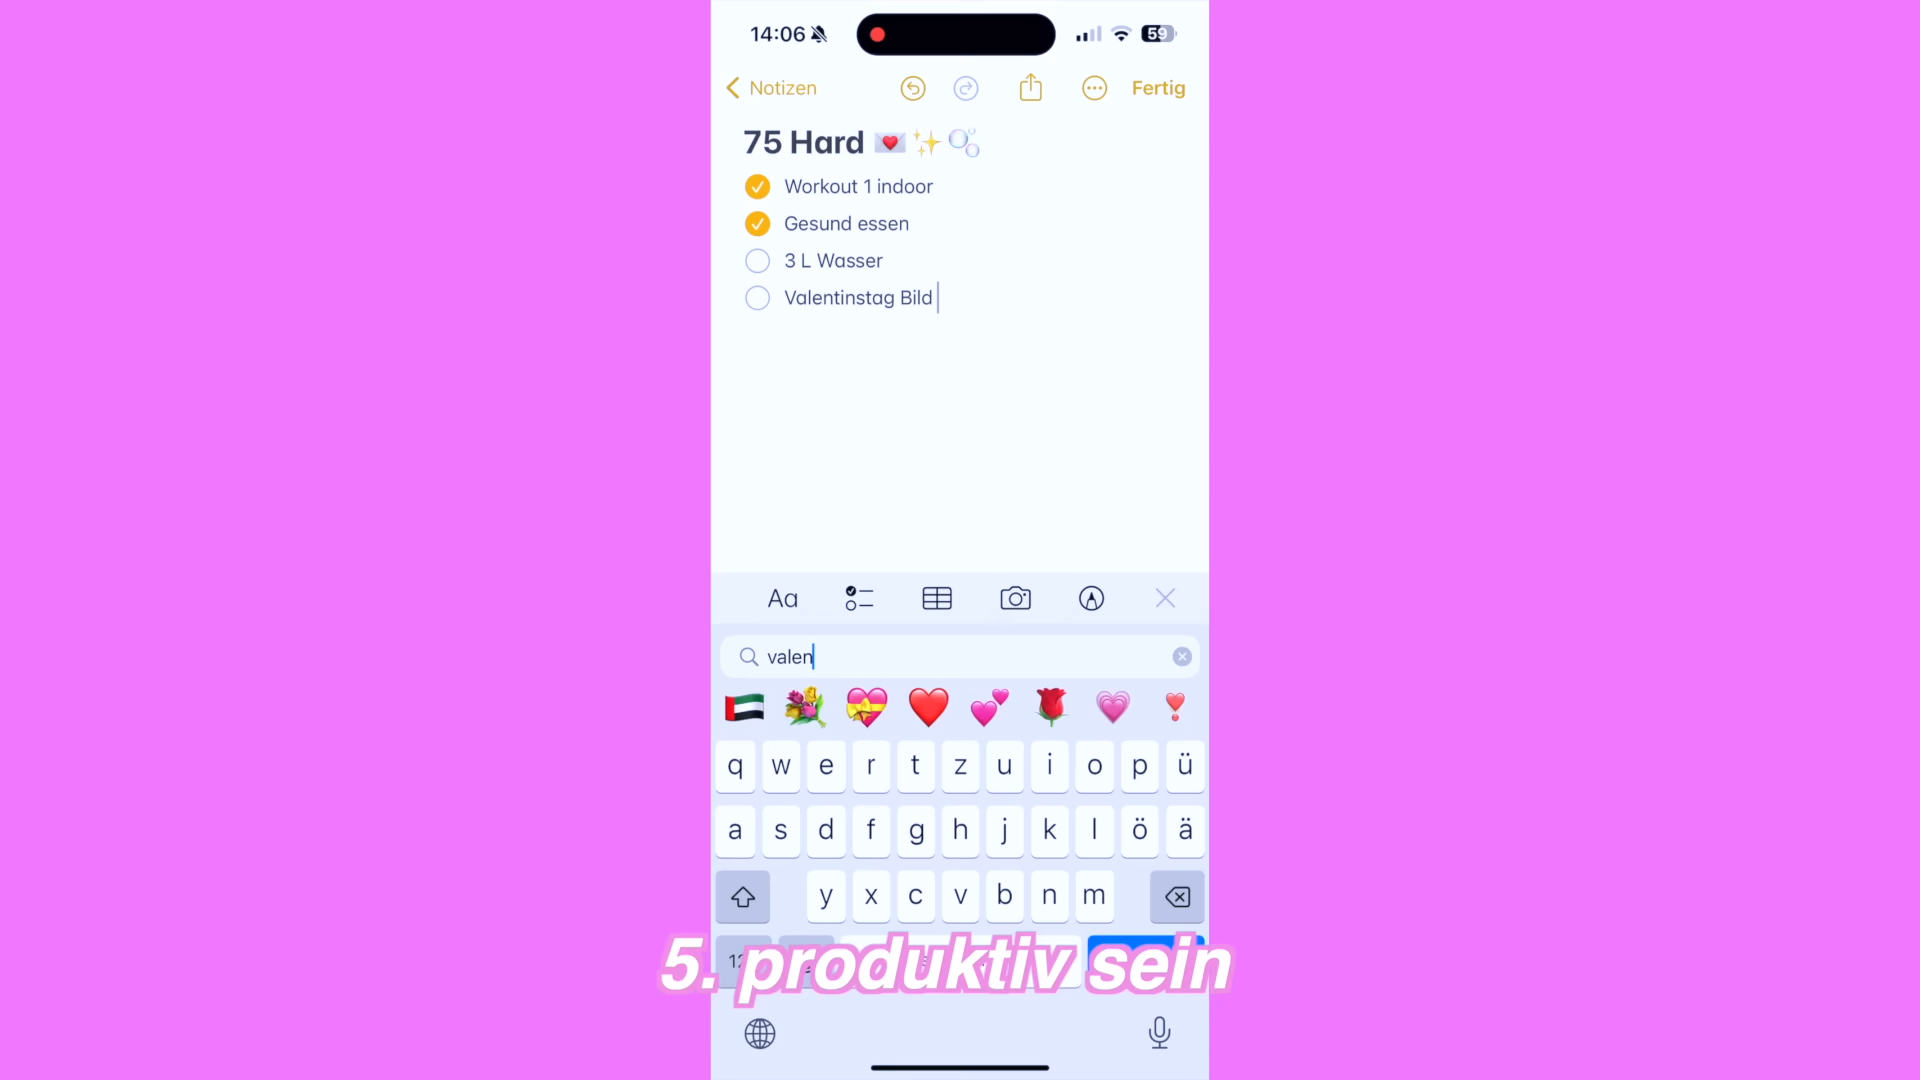 14:06
59
Notizen
Fertig
75 Hard 💌✨🫧
Workout 1 indoor
Gesund essen
3 L Wasser
Valentinstag Bild
Aa
valen
q w e r t z u i o p ü
a s d f g h j k l ö ä
y x c v b n m
5. produktiv sein